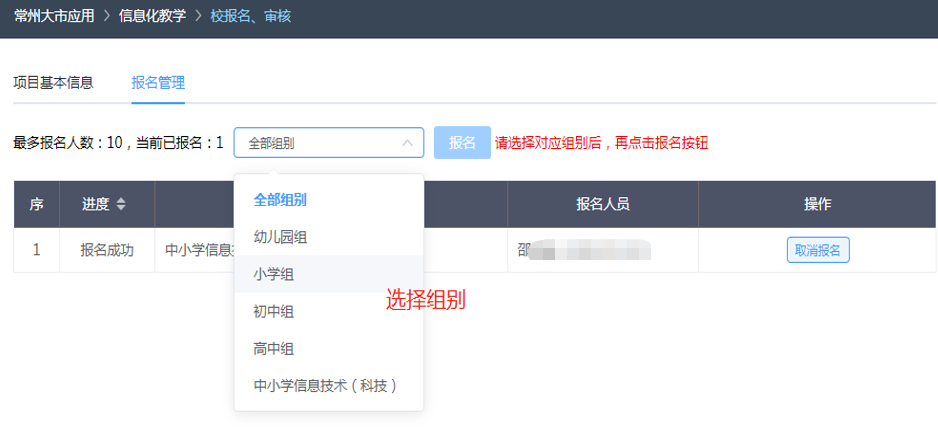 常州大市应用 > 信息化教学 > 校报名、审核
项目基本信息 报名管理
最多报名人数：10，当前已报名：1 全部组别 报名 请选择对应组别后，再点击报名按钮
序 进度 报名人员 操作
1 报名成功 中小学信息 邵 取消报名
全部组别
幼儿园组
小学组
初中组
高中组
中小学信息技术（科技）
选择组别